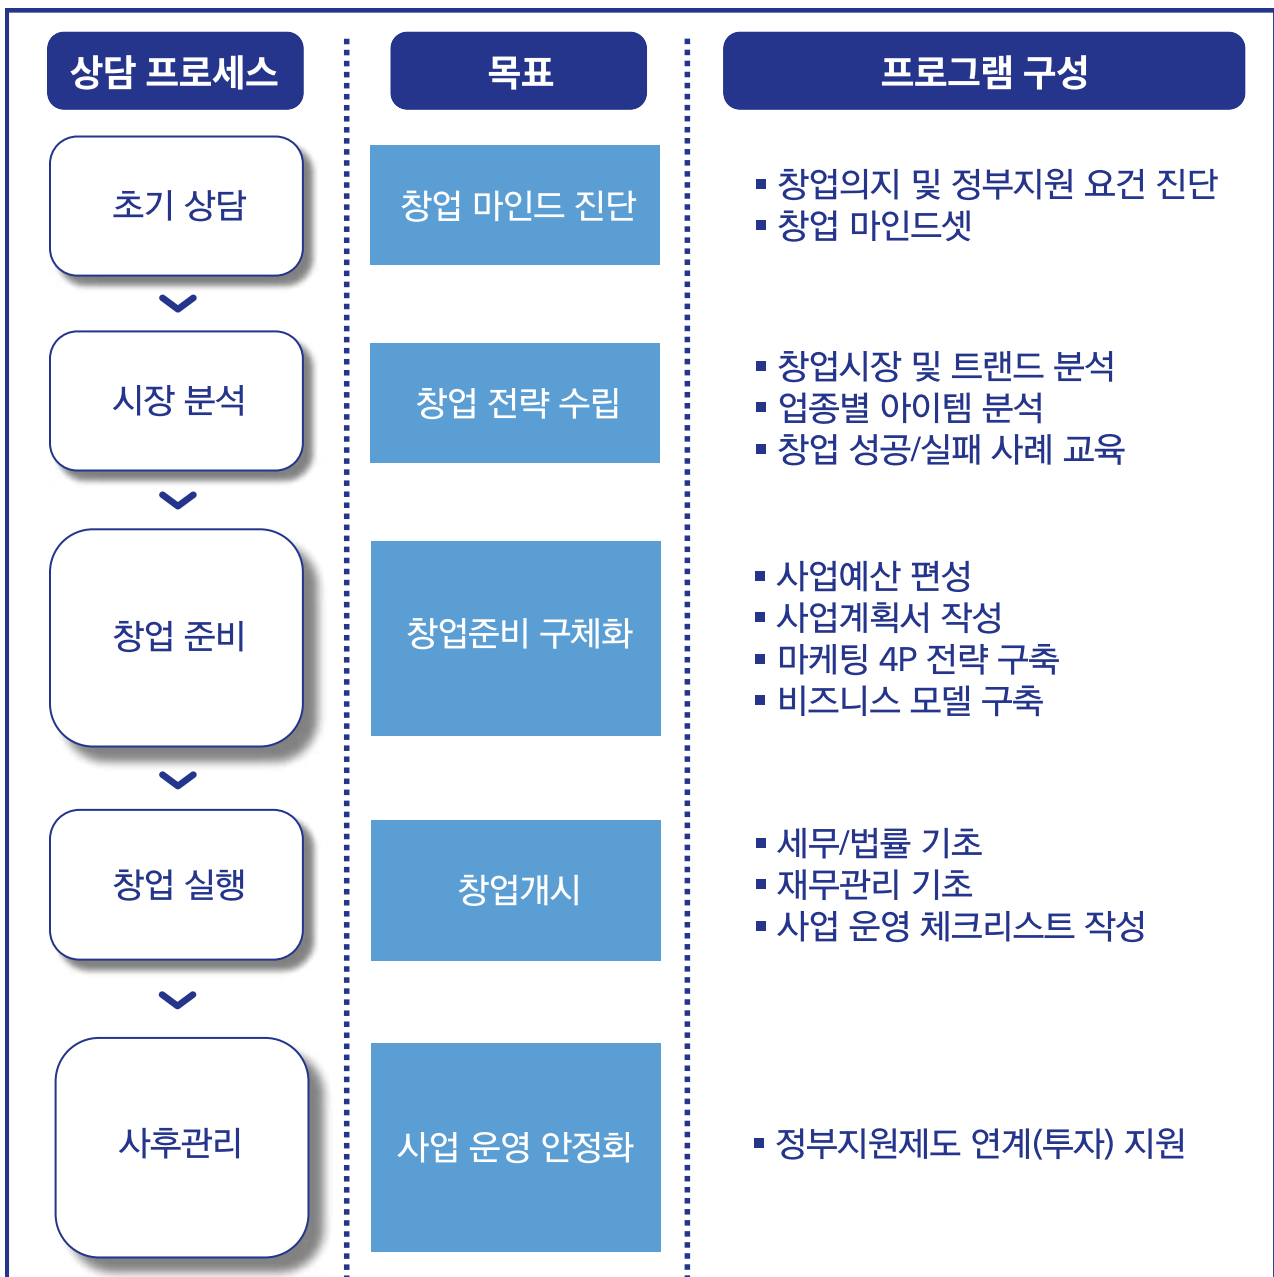 상담 프로세스
목표
프로그램 구성
초기 상담
창업 마인드 진단
▪ 창업의지 및 정부지원 요건 진단
▪ 창업 마인드셋
시장 분석
창업 전략 수립
▪ 창업시장 및 트랜드 분석
▪ 업종별 아이템 분석
▪ 창업 성공/실패 사례 교육
창업 준비
창업준비 구체화
▪ 사업예산 편성
▪ 사업계획서 작성
▪ 마케팅 4P 전략 구축
▪ 비즈니스 모델 구축
창업 실행
창업개시
▪ 세무/법률 기초
▪ 재무관리 기초
▪ 사업 운영 체크리스트 작성
사후관리
사업 운영 안정화
▪ 정부지원제도 연계(투자) 지원